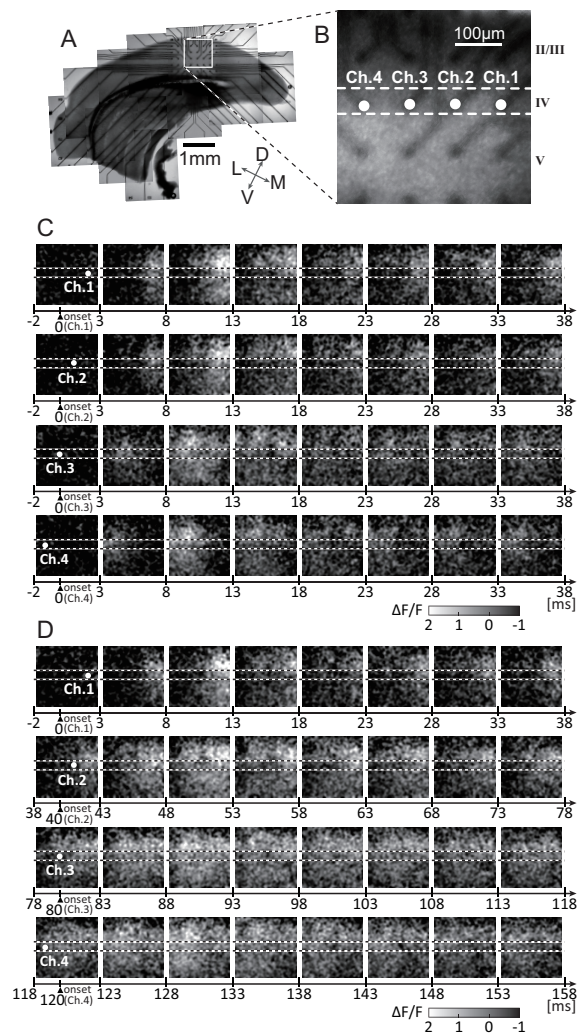 A
1mm
D
L
M
V
B
100μm
II/III
Ch.4 Ch.3 Ch.2 Ch.1
IV
V
C
Ch.1
-2 0 3 8 13 18 23 28 33 38
onset
(Ch.1)
Ch.2
-2 0 3 8 13 18 23 28 33 38
onset
(Ch.2)
Ch.3
-2 0 3 8 13 18 23 28 33 38
onset
(Ch.3)
Ch.4
-2 0 3 8 13 18 23 28 33 38
onset
(Ch.4)
[ms]
ΔF/F
2 1 0 -1
D
Ch.1
-2 0 3 8 13 18 23 28 33 38
onset
(Ch.1)
Ch.2
38 40 43 48 53 58 63 68 73 78
onset
(Ch.2)
Ch.3
78 80 83 88 93 98 103 108 113 118
onset
(Ch.3)
Ch.4
118 120 123 128 133 138 143 148 153 158
onset
(Ch.4)
[ms]
ΔF/F
2 1 0 -1